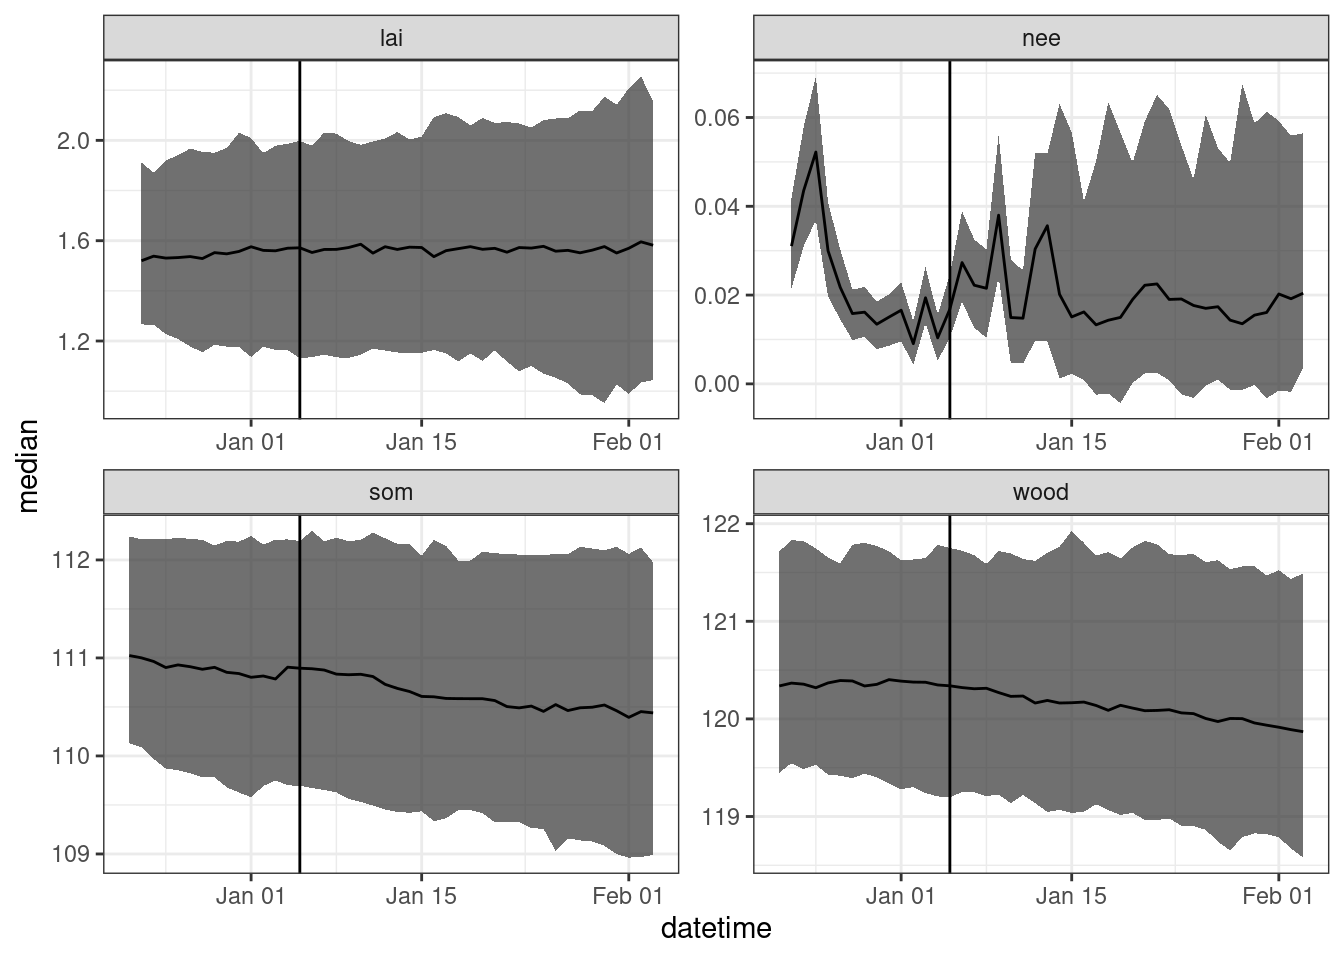 lai
nee
2.0
1.6
1.2
0.06
0.04
0.02
0.00
Jan 01
Jan 15
Feb 01
Jan 01
Jan 15
Feb 01
median
som
wood
112
111
110
109
122
121
120
119
Jan 01
Jan 15
Feb 01
Jan 01
Jan 15
Feb 01
datetime